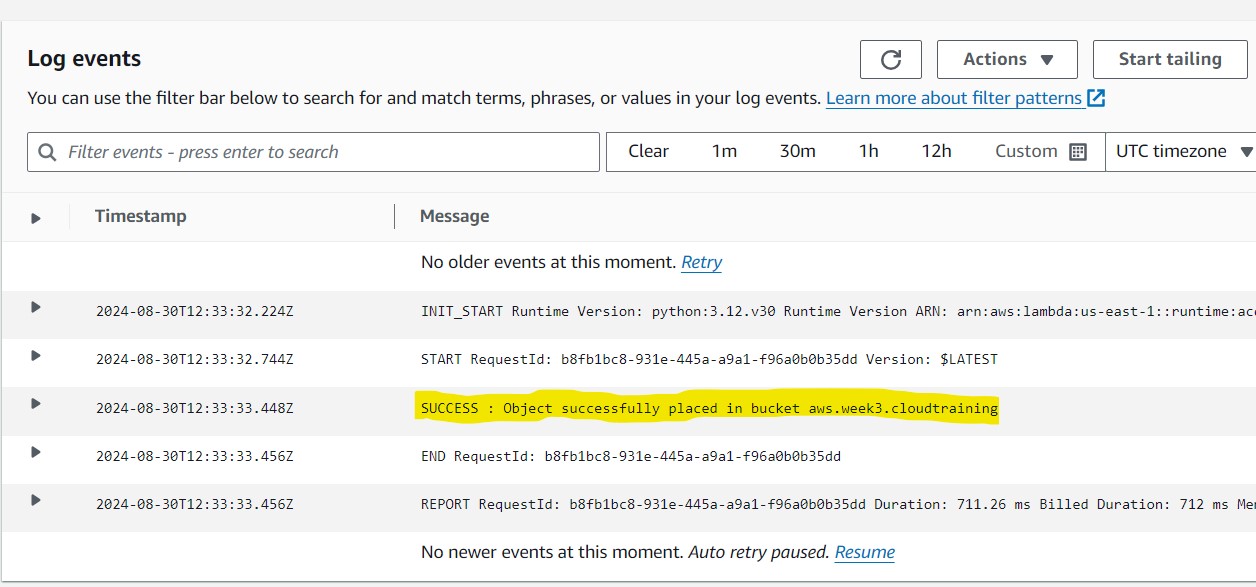 Log events
Actions
Start tailing
You can use the filter bar below to search for and match terms, phrases, or values in your log events. Learn more about filter patterns
Filter events - press enter to search
Clear 1m 30m 1h 12h Custom UTC timezone
Timestamp Message
No older events at this moment. Retry
2024-08-30T12:33:32.224Z INIT_START Runtime Version: python:3.12.v30 Runtime Version ARN: arn:aws:lambda:us-east-1::runtime:acc
2024-08-30T12:33:32.744Z START RequestId: b8fb1bc8-931e-445a-a9a1-f96a0b0b35dd Version: $LATEST
2024-08-30T12:33:33.448Z SUCCESS : Object successfully placed in bucket aws.week3.cloudtraining
2024-08-30T12:33:33.456Z END RequestId: b8fb1bc8-931e-445a-a9a1-f96a0b0b35dd
2024-08-30T12:33:33.456Z REPORT RequestId: b8fb1bc8-931e-445a-a9a1-f96a0b0b35dd Duration: 711.26 ms Billed Duration: 712 ms Me
No newer events at this moment. Auto retry paused. Resume